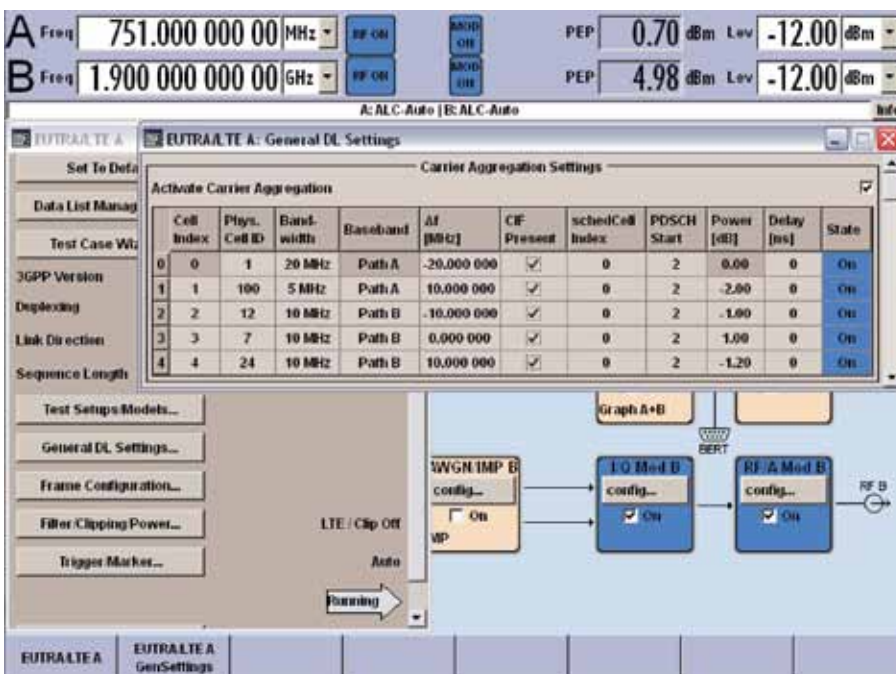 A Freq 751.000 000 00 MHz RF ON MOD ON PEP 0.70 dBm Lev -12.00 dBm
B Freq 1.900 000 000 00 GHz RF ON MOD ON PEP 4.98 dBm Lev -12.00 dBm
A: ALC-Auto | B: ALC-Auto
Info
EUTRA/LTE A
EUTRA/LTE A: General DL Settings
Set To Defa
Carrier Aggregation Settings
Activate Carrier Aggregation
Data List Manag
Cell Index Phys. Cell ID Band-width Baseband Δf [MHz] CIF Present schedCell Index PDSCH Start Power [dB] Delay [ns] State
Test Case Wiz
0 0 1 20 MHz Path A -20.000 000 0 2 0.00 0 On
3GPP Version
1 1 100 5 MHz Path A 10.000 000 0 2 -2.00 0 On
Duplexing
2 2 12 10 MHz Path B -10.000 000 0 2 -1.00 0 On
Link Direction
3 3 7 10 MHz Path B 0.000 000 0 2 1.00 0 On
Sequence Length
4 4 24 10 MHz Path B 10.000 000 0 2 -1.20 0 On
Test Setups/Models...
Graph A+B
General DL Settings...
BERT
AWGN/IMP B
I/Q Mod B
RF/A Mod B
Frame Configuration...
config...
config...
config...
RF B
Filter/Clipping/Power...
LTE / Clip Off
On
On
On
MP
Trigger/Marker...
Auto
Running
EUTRA/LTE A
EUTRA/LTE A GenSettings